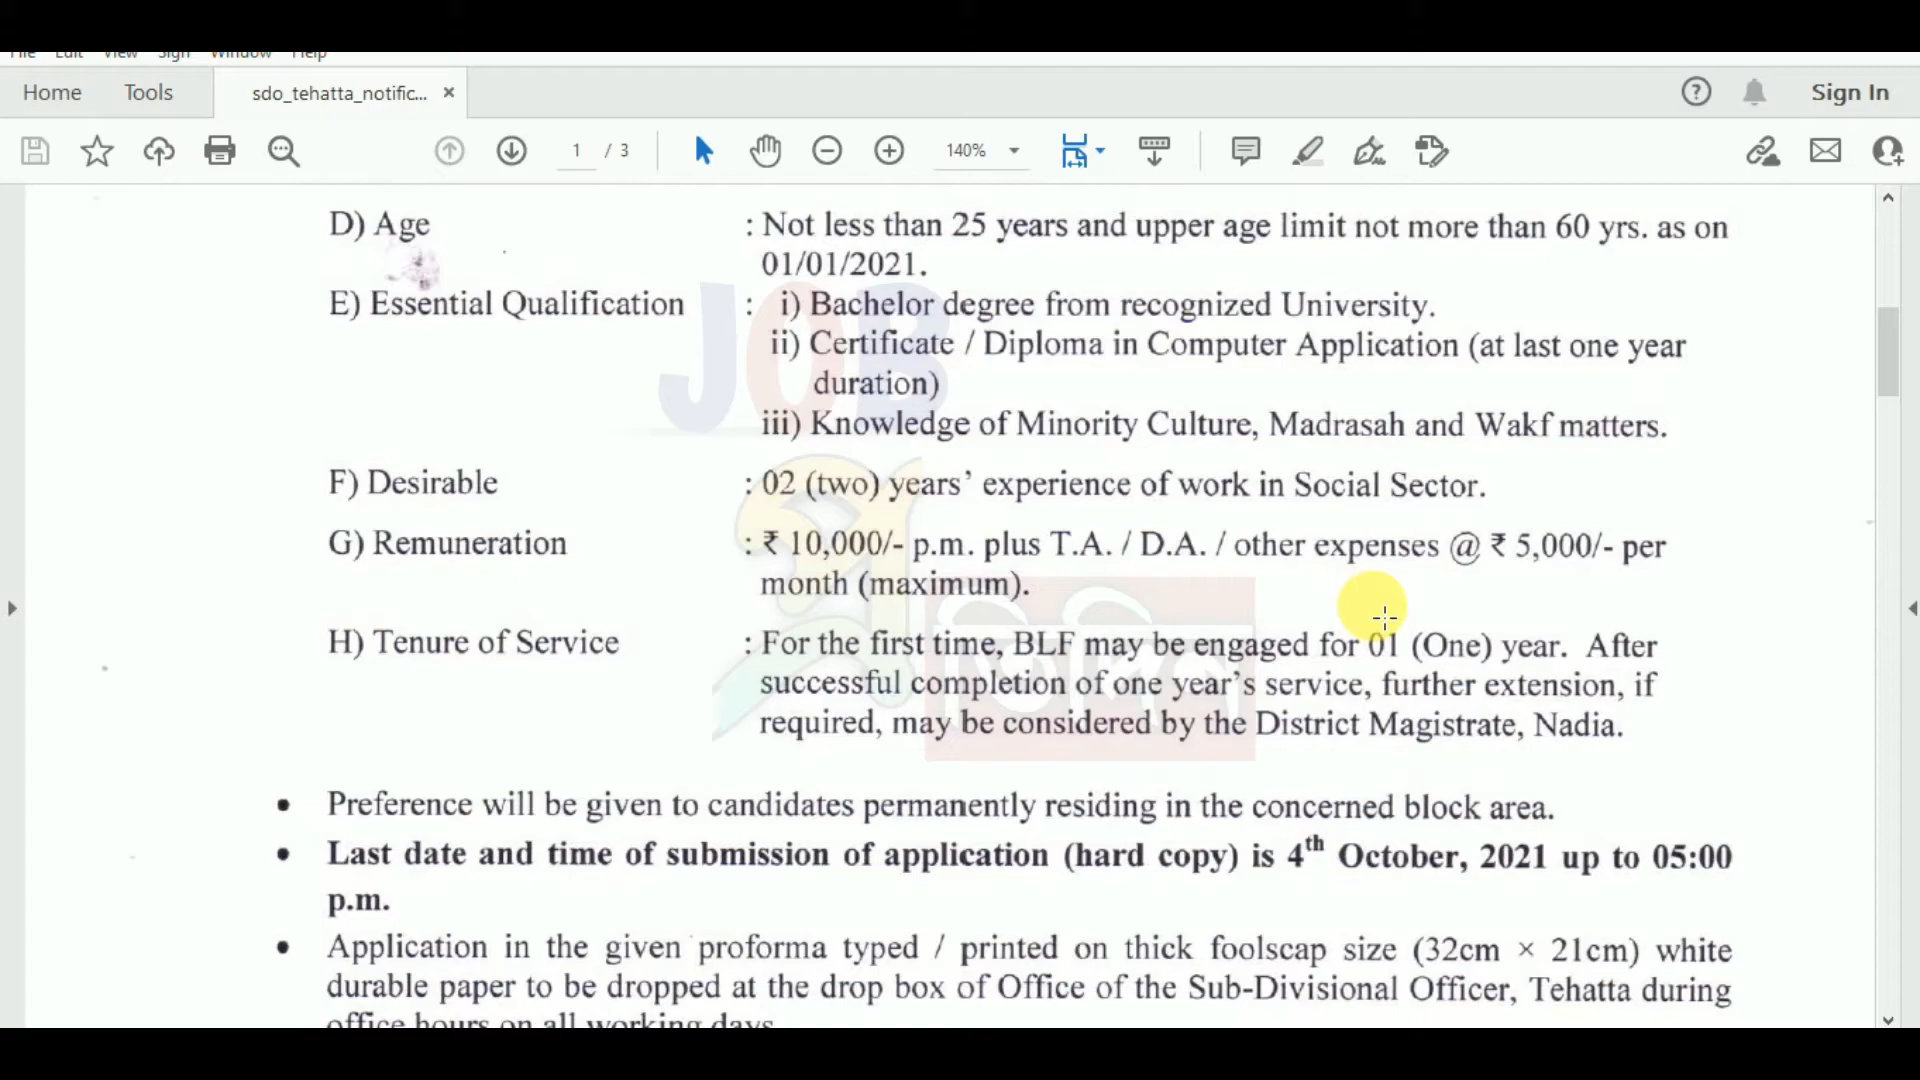 Home Tools sdo_tehatta_notific... × Sign In
1 / 3 140%
D) Age : Not less than 25 years and upper age limit not more than 60 yrs. as on
01/01/2021.
E) Essential Qualification : i) Bachelor degree from recognized University.
ii) Certificate / Diploma in Computer Application (at last one year
duration)
iii) Knowledge of Minority Culture, Madrasah and Wakf matters.
F) Desirable : 02 (two) years’ experience of work in Social Sector.
G) Remuneration : ₹ 10,000/- p.m. plus T.A. / D.A. / other expenses @ ₹ 5,000/- per
month (maximum).
H) Tenure of Service : For the first time, BLF may be engaged for 01 (One) year. After
successful completion of one year’s service, further extension, if
required, may be considered by the District Magistrate, Nadia.
• Preference will be given to candidates permanently residing in the concerned block area.
• Last date and time of submission of application (hard copy) is 4th October, 2021 up to 05:00
p.m.
• Application in the given proforma typed / printed on thick foolscap size (32cm × 21cm) white
durable paper to be dropped at the drop box of Office of the Sub-Divisional Officer, Tehatta during
office hours on all working days
JOB